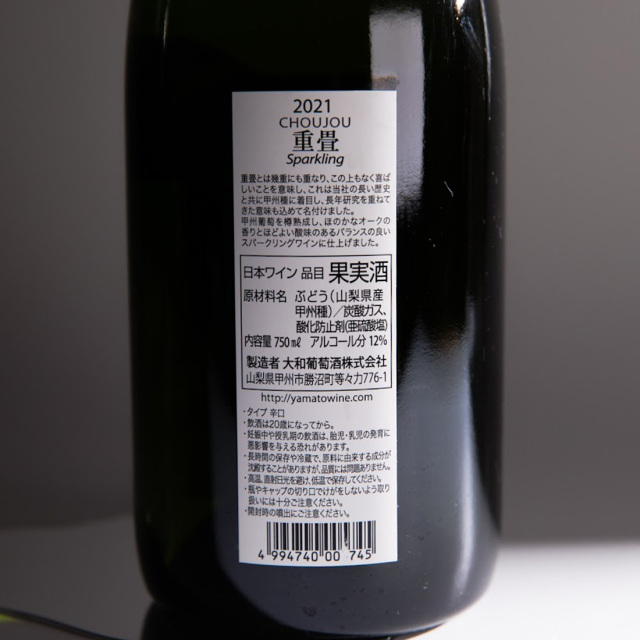 2021
CHOUJOU
重畳
Sparkling
重畳とは幾重にも重なり、この上もなく喜ば
しいことを意味し、これは当社の長い歴史
と共に甲州種に着目し、長年研究を重ねて
きた意味も込めて名付けました。
甲州葡萄を樽熟成し、ほのかなオークの
香りとほどよい酸味のあるバランスの良い
スパークリングワインに仕上げました。
日本ワイン 品目 果実酒
原材料名 ぶどう(山梨県産
甲州種)/炭酸ガス、
酸化防止剤(亜硫酸塩)
内容量 750㎖ アルコール分 12%
製造者 大和葡萄酒株式会社
山梨県甲州市勝沼町等々力776-1
http://yamatowine.com
・タイプ 辛口
・飲酒は20歳になってから。
・妊娠中や授乳期の飲酒は、胎児・乳児の発育に
悪影響を与える恐れがあります。
・長時間の保存や冷蔵で、原料に由来する成分が
沈殿することがありますが、品質には問題ありません。
・高温、直射日光を避け、低温で保存してください。
・瓶やキャップの切り口でけがをしないよう取り
扱いには十分ご注意ください。
・開封時の噴出にご注意ください。
4 994740 00 745